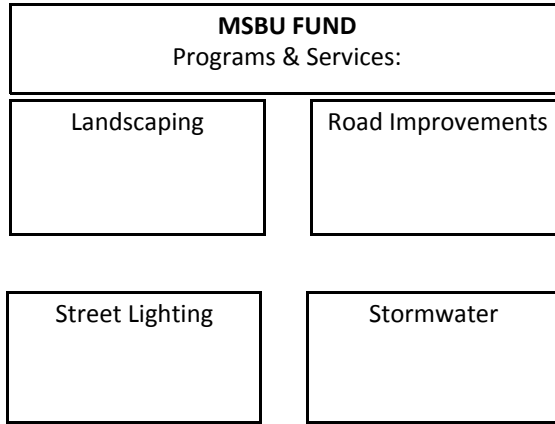 MSBU FUND
Programs & Services:
Landscaping
Road Improvements
Street Lighting
Stormwater